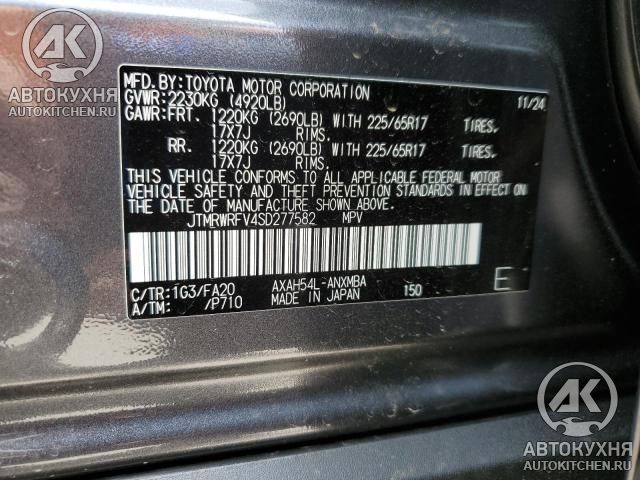 MFD.BY:TOYOTA MOTOR CORPORATION 11/24
GVWR:2230KG (4920LB)
GAWR:FRT. 1220KG (2690LB) WITH 225/65R17 TIRES.
17X7J RIMS.
RR. 1220KG (2690LB) WITH 225/65R17 TIRES.
17X7J RIMS.
THIS VEHICLE CONFORMS TO ALL APPLICABLE FEDERAL MOTOR
VEHICLE SAFETY AND THEFT PREVENTION STANDARDS IN EFFECT ON
THE DATE OF MANUFACTURE SHOWN ABOVE.
JTMRWRFV4SD277582 MPV
C/TR:1G3/FA20 AXAH54L-ANXMBA 150 E
A/TM: /P710 MADE IN JAPAN
АК
АВТОКУХНЯ
AUTOKITCHEN.RU
АК
АВТОКУХНЯ
AUTOKITCHEN.RU